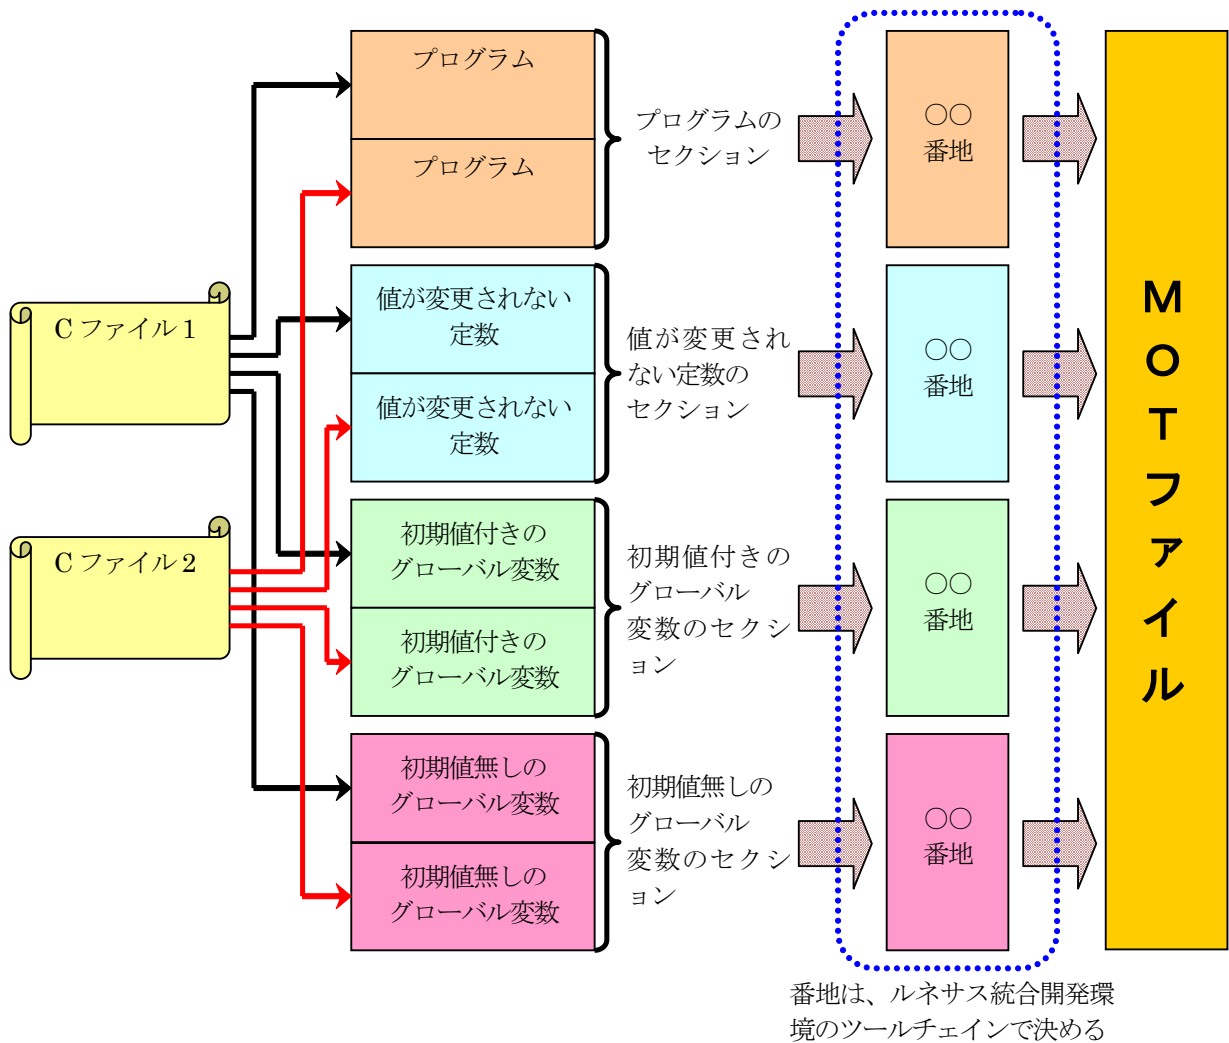 Cファイル1
Cファイル2
プログラム
プログラム
値が変更されない
定数
値が変更されない
定数
初期値付きの
グローバル変数
初期値付きの
グローバル変数
初期値無しの
グローバル変数
初期値無しの
グローバル変数
プログラムの
セクション
値が変更され
ない定数の
セクション
初期値付きの
グローバル
変数のセクシ
ョン
初期値無しの
グローバル
変数のセクシ
ョン
○○
番地
○○
番地
○○
番地
○○
番地
MOTファイル
番地は、ルネサス統合開発環
境のツールチェインで決める